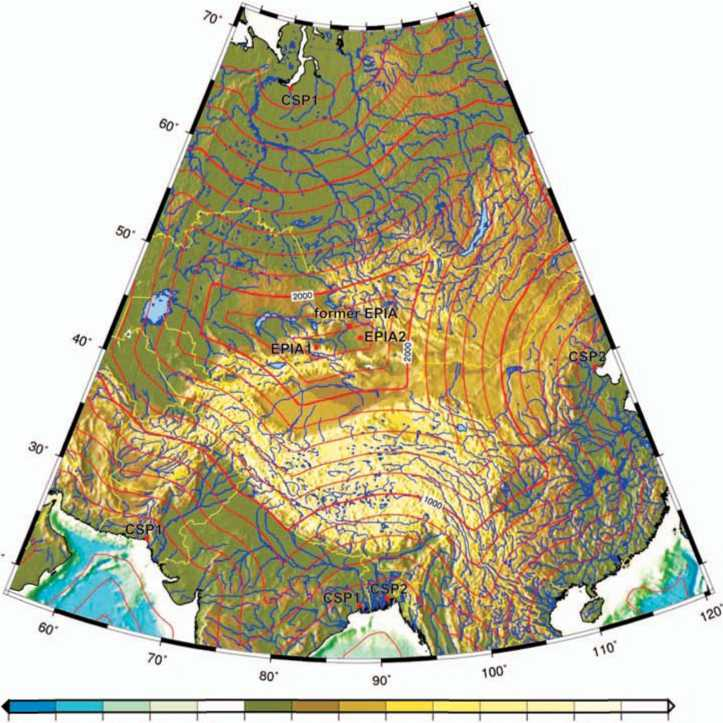 70°
CSP1
60°
50°
2000
former EPIA
EPIA2
EPIA1
2000
40°
CSP2
30°
1000
CSP1
CSP1
CSP2
60°
70°
80°
90°
100°
110°
120°